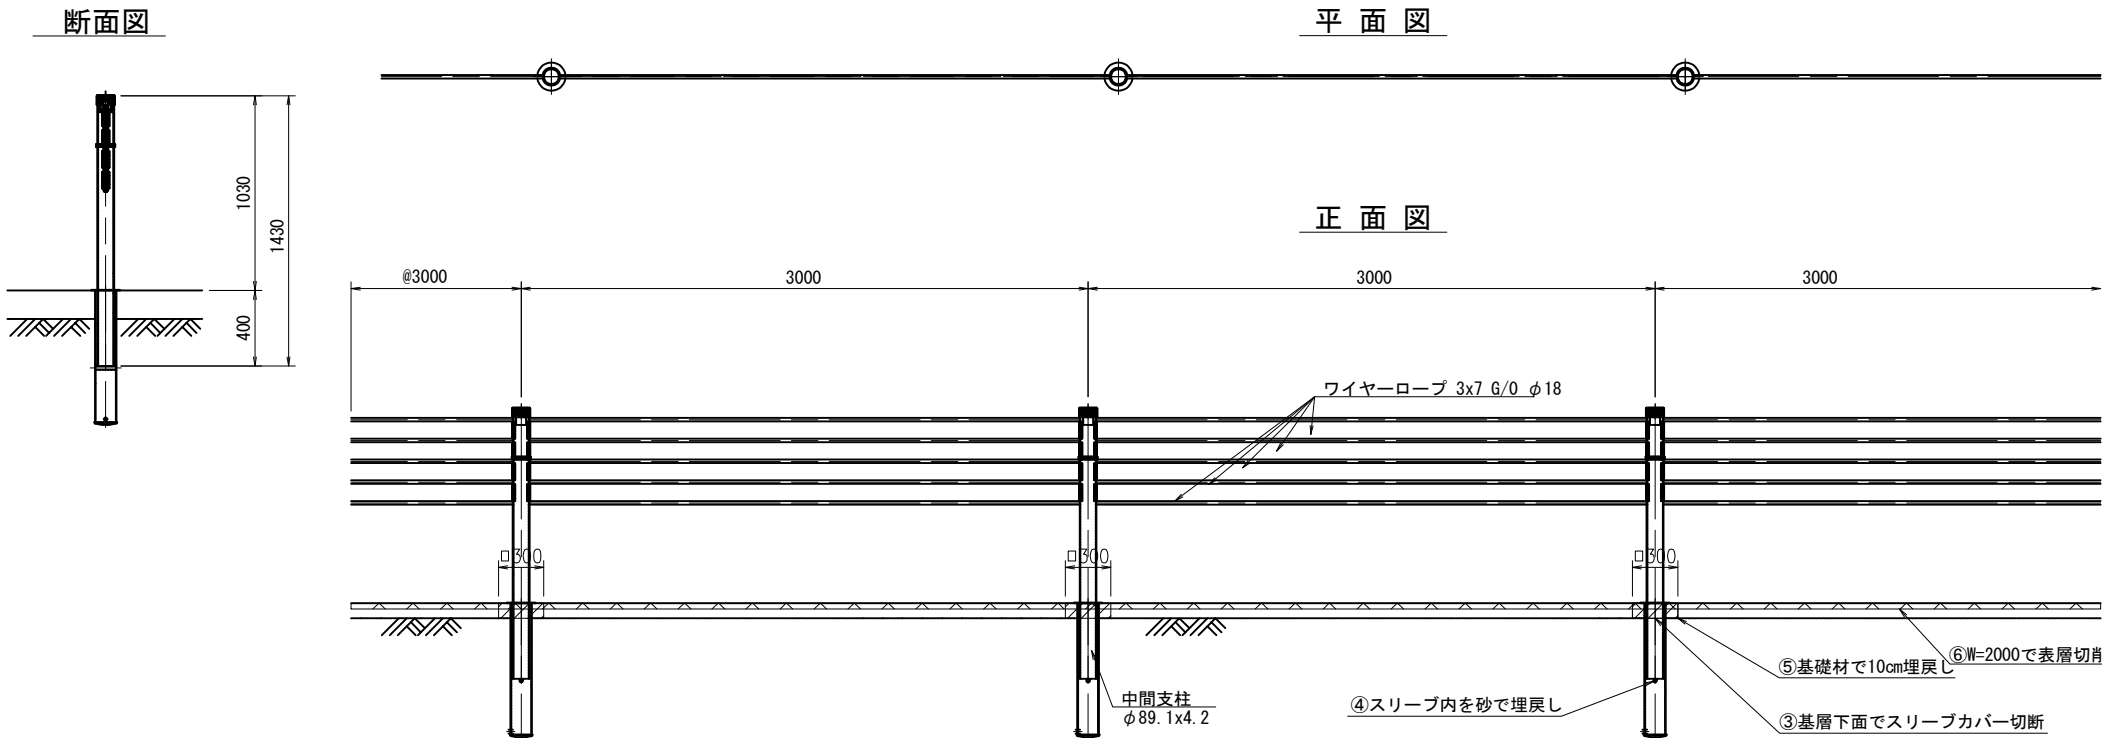 断面図
平 面 図
1030
1430
400
正 面 図
@3000
3000
3000
3000
ワイヤーロープ 3x7 G/0 φ18
□300
□300
□300
中間支柱
φ89.1x4.2
④スリーブ内を砂で埋戻し
⑤基礎材で10cm埋戻し
⑥W=2000で表層切削
③基層下面でスリーブカバー切断